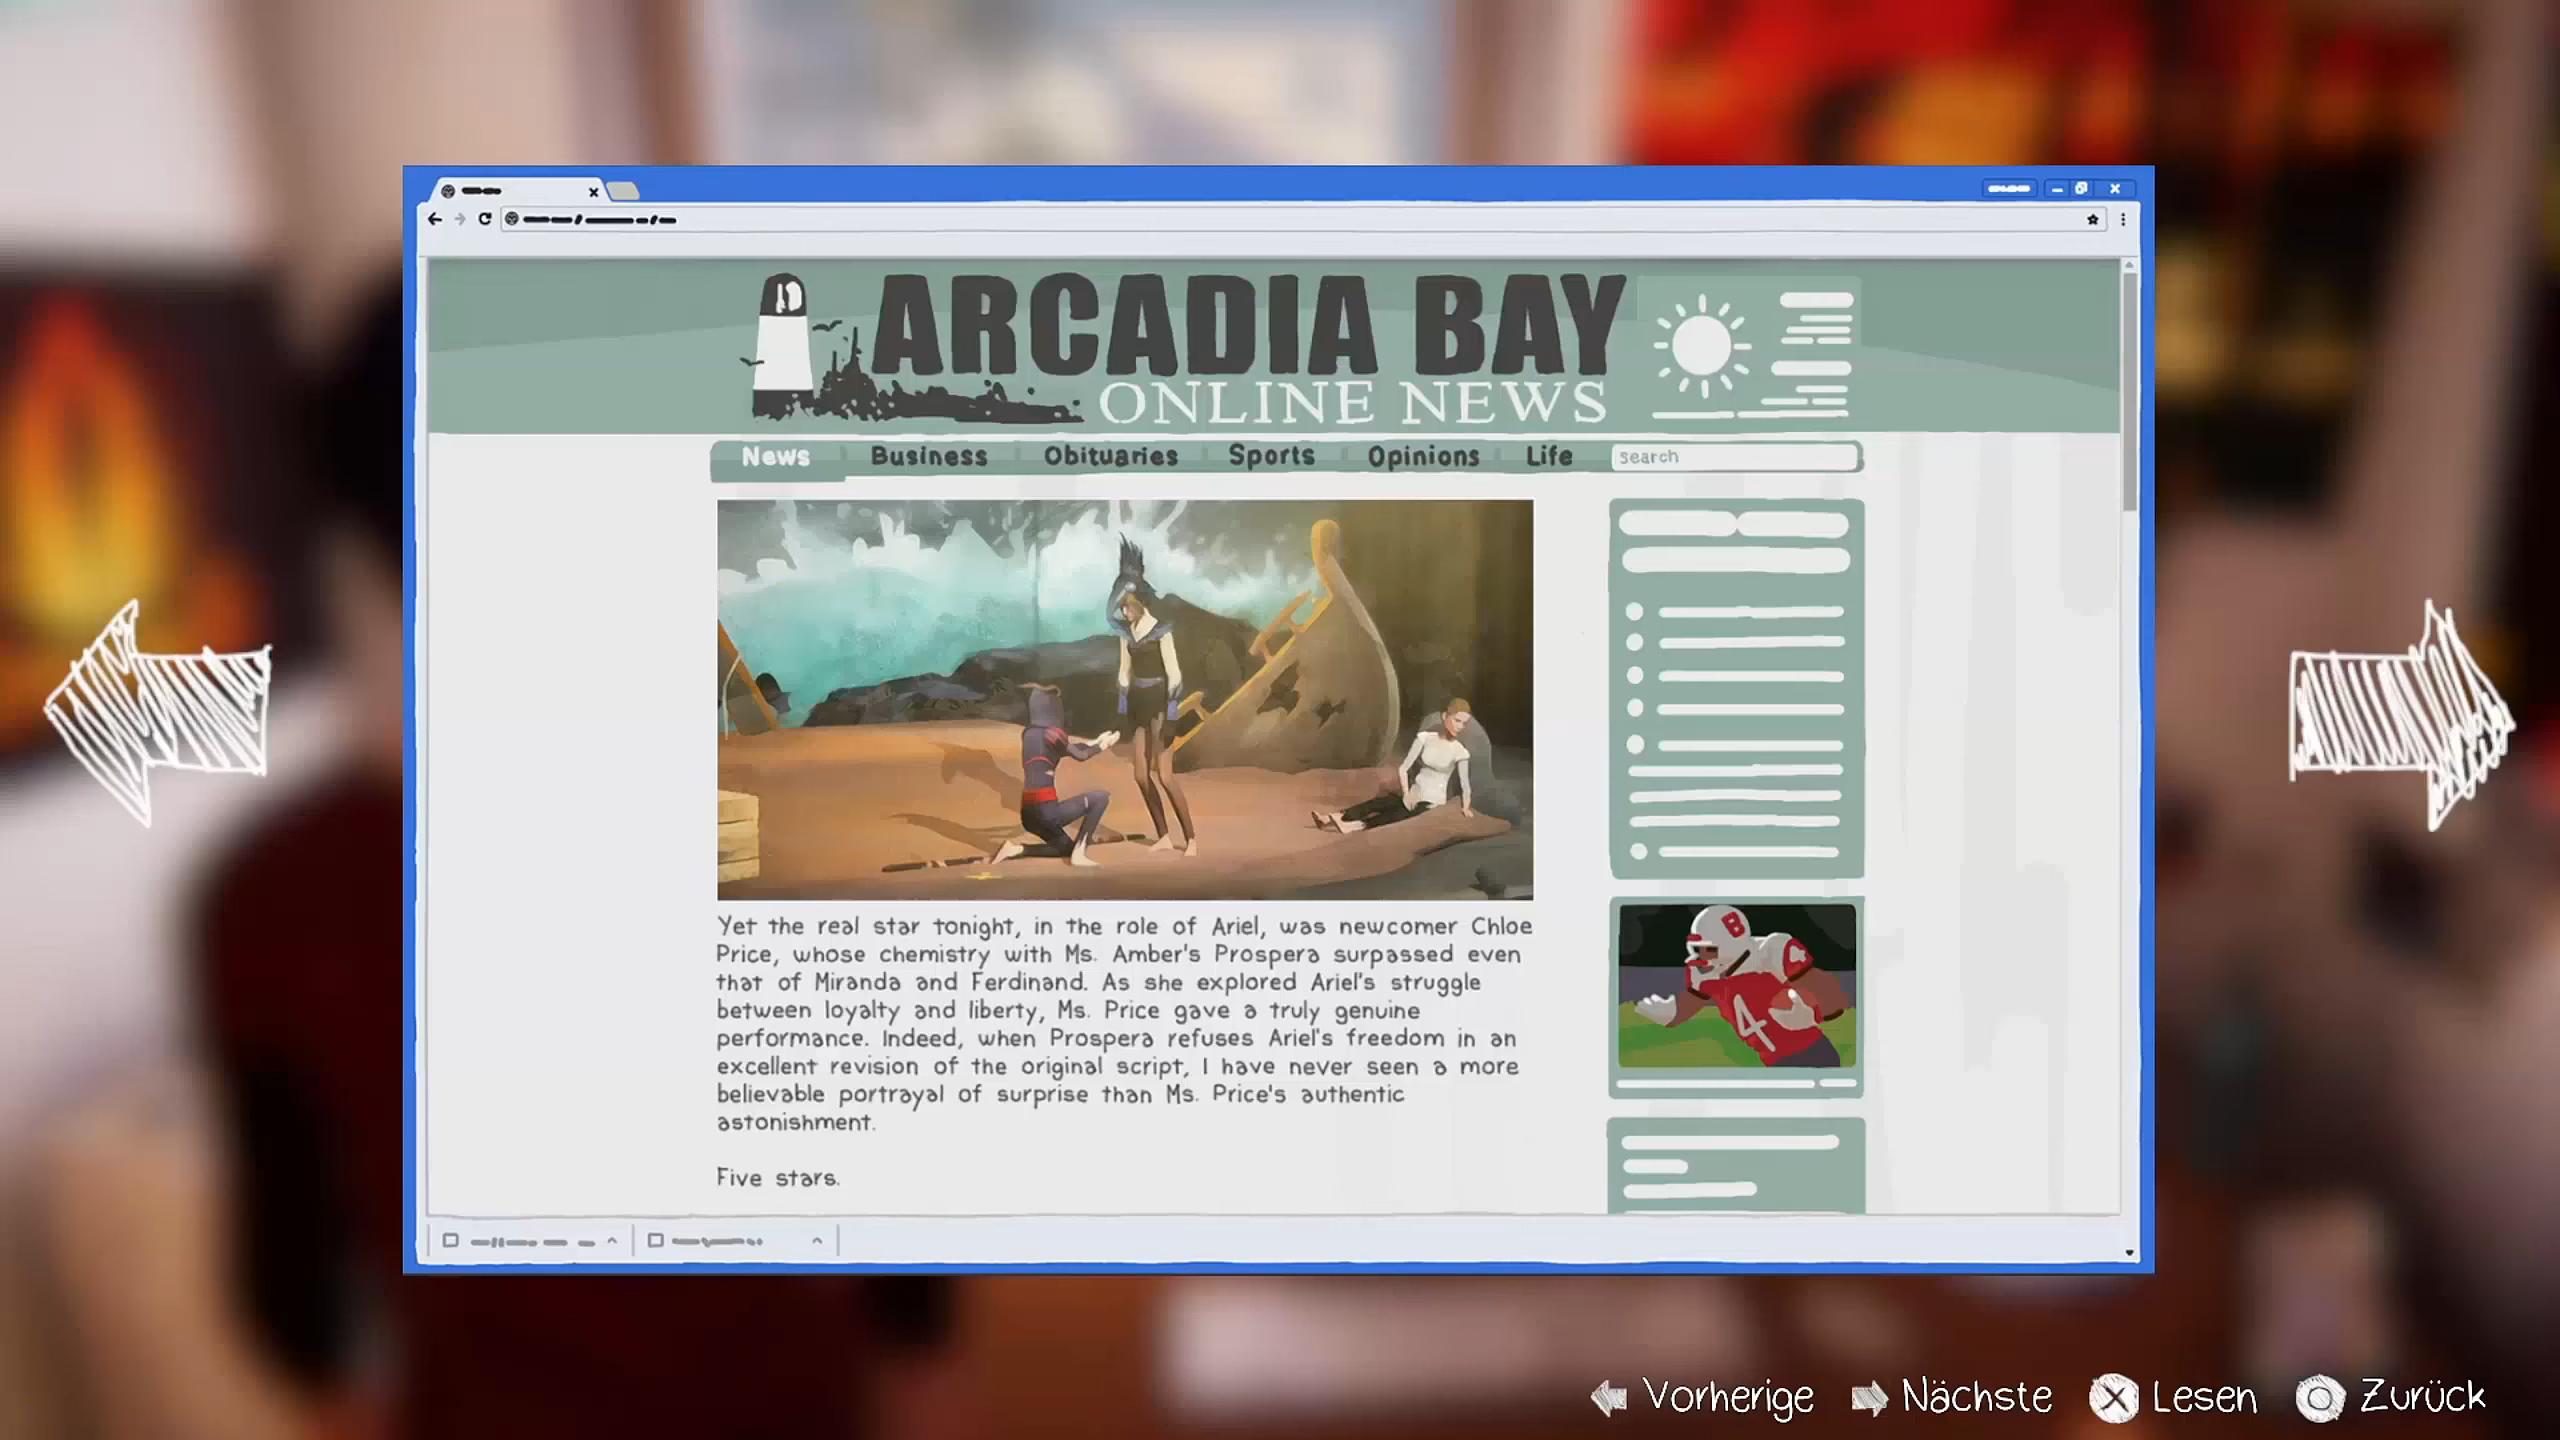 ARCADIA BAY
ONLINE NEWS
News Business Obituaries Sports Opinions Life search
Yet the real star tonight, in the role of Ariel, was newcomer Chloe
Price, whose chemistry with Ms. Amber's Prospera surpassed even
that of Miranda and Ferdinand. As she explored Ariel's struggle
between loyalty and liberty, Ms. Price gave a truly genuine
performance. Indeed, when Prospera refuses Ariel's freedom in an
excellent revision of the original script, I have never seen a more
believable portrayal of surprise than Ms. Price's authentic
astonishment.
Five stars.
B
4
4
Vorherige Nächste Lesen Zurück